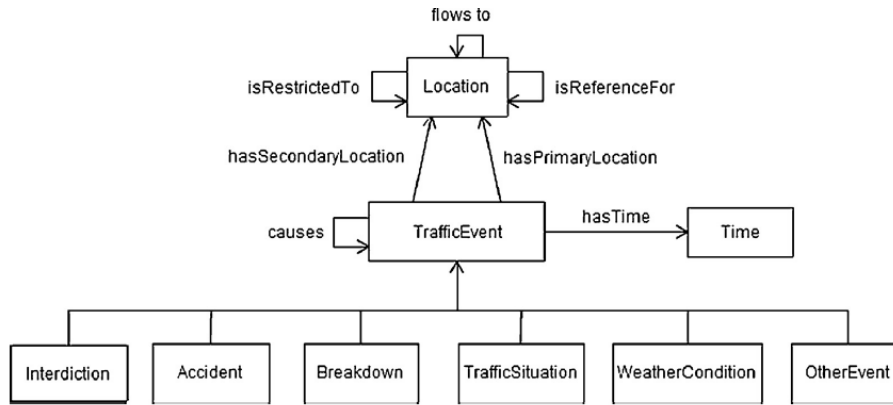 flows to
isRestrictedTo
Location
isReferenceFor
hasSecondaryLocation
hasPrimaryLocation
causes
TrafficEvent
hasTime
Time
Interdiction
Accident
Breakdown
TrafficSituation
WeatherCondition
OtherEvent